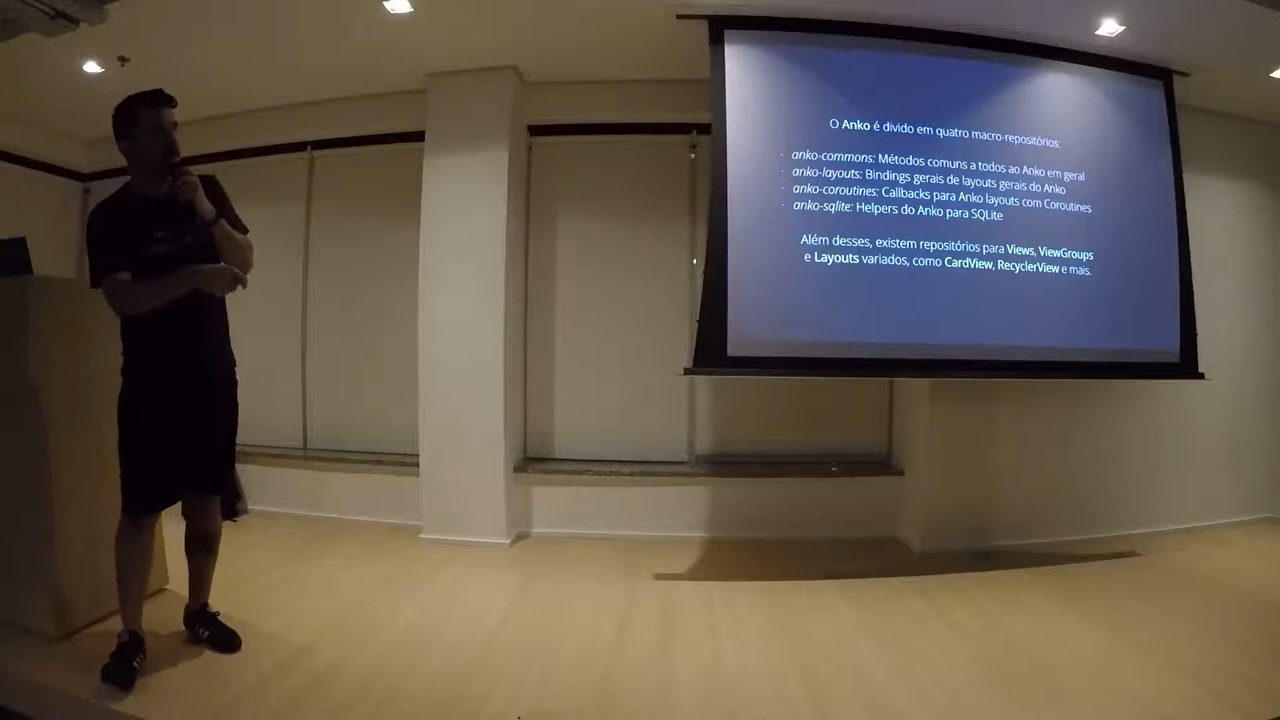 O Anko é divido em quatro macro-repositórios:
- anko-commons: Métodos comuns a todos ao Anko em geral
- anko-layouts: Bindings gerais de layouts gerais do Anko
- anko-coroutines: Callbacks para Anko layouts com Coroutines
- anko-sqlite: Helpers do Anko para SQLite
Além desses, existem repositórios para Views, ViewGroups
e Layouts variados, como CardView, RecyclerView e mais.